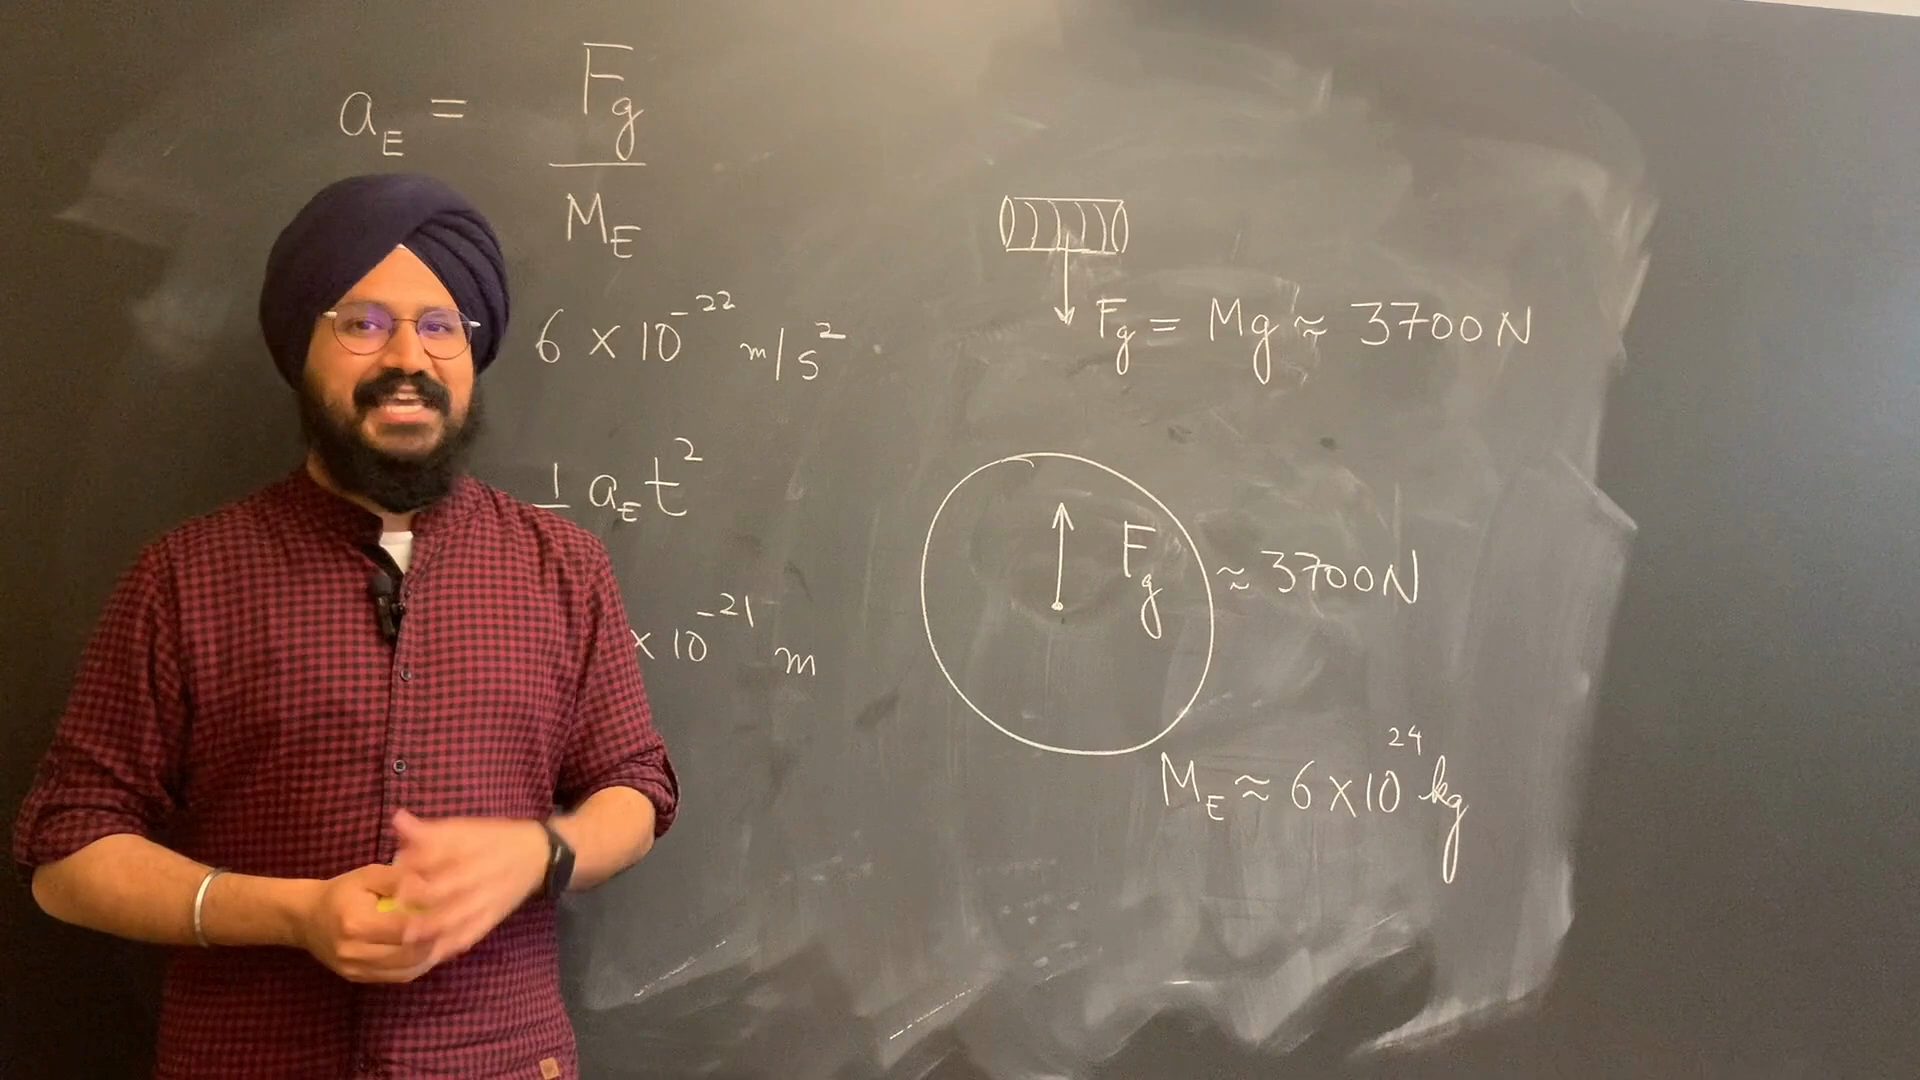 a_E = F_g / M_E
6 × 10^-22 m/s^2
1 a_E t^2
× 10^-21 m
F_g = Mg ≈ 3700 N
F_g ≈ 3700 N
M_E ≈ 6 × 10^24 kg